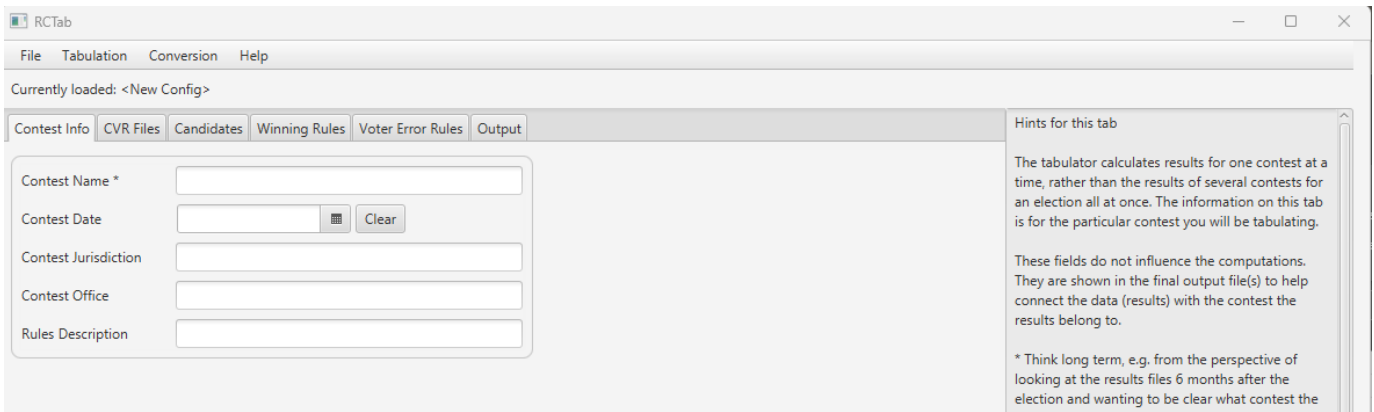 RCTab
File Tabulation Conversion Help
Currently loaded: <New Config>
Contest Info CVR Files Candidates Winning Rules Voter Error Rules Output
Contest Name *
Contest Date Clear
Contest Jurisdiction
Contest Office
Rules Description
Hints for this tab
The tabulator calculates results for one contest at a
time, rather than the results of several contests for
an election all at once. The information on this tab
is for the particular contest you will be tabulating.
These fields do not influence the computations.
They are shown in the final output file(s) to help
connect the data (results) with the contest the
results belong to.
* Think long term, e.g. from the perspective of
looking at the results files 6 months after the
election and wanting to be clear what contest the